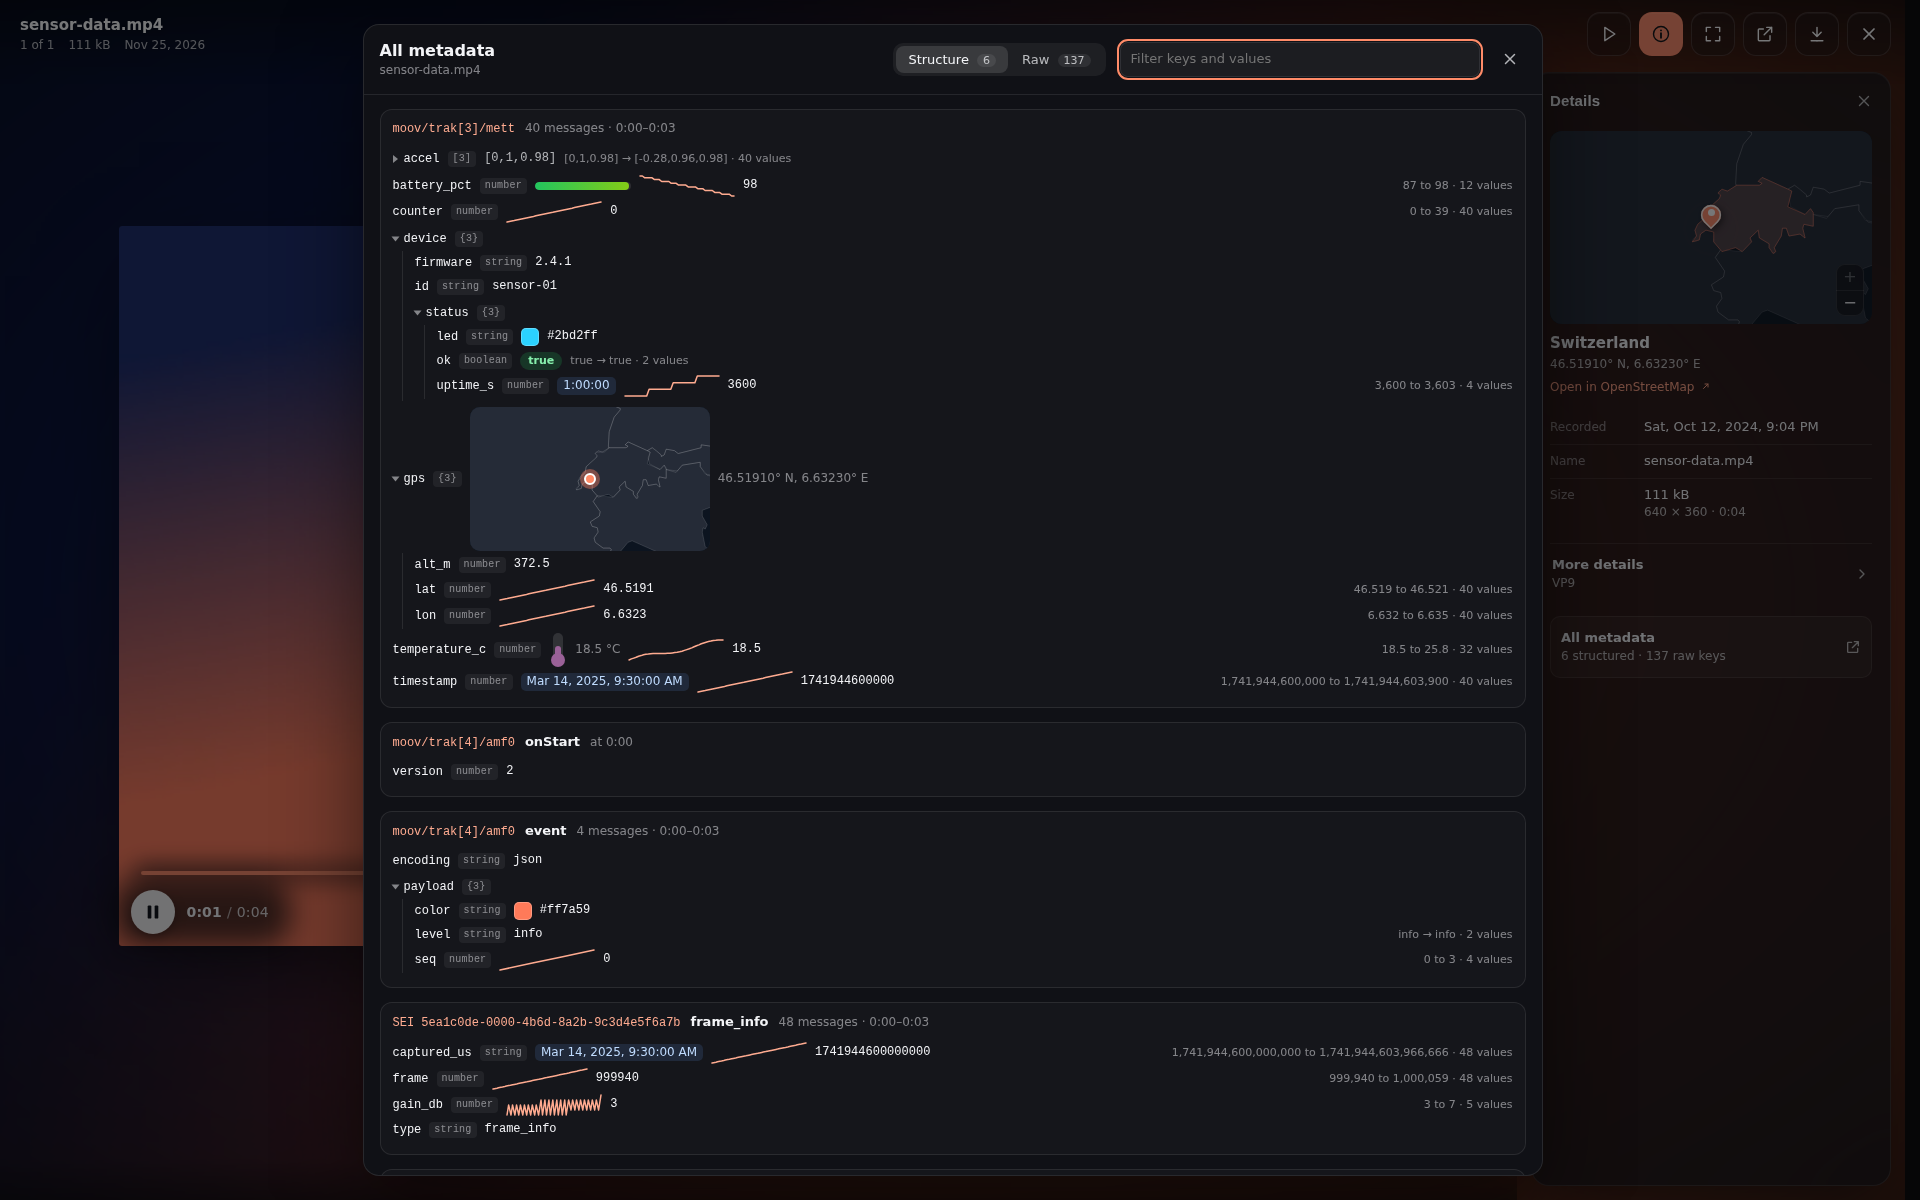 sensor-data.mp4
1 of 1 111 kB Nov 25, 2026
All metadata
sensor-data.mp4
Structure 6 Raw 137
Filter keys and values
moov/trak[3]/mett 40 messages · 0:00–0:03
accel [3] [0,1,0.98] [0,1,0.98] → [-0.28,0.96,0.98] · 40 values
battery_pct number 98 87 to 98 · 12 values
counter number 0 0 to 39 · 40 values
device {3}
firmware string 2.4.1
id string sensor-01
status {3}
led string #2bd2ff
ok boolean true true → true · 2 values
uptime_s number 1:00:00 3600 3,600 to 3,603 · 4 values
gps {3} 46.51910° N, 6.63230° E
alt_m number 372.5
lat number 46.5191 46.519 to 46.521 · 40 values
lon number 6.6323 6.632 to 6.635 · 40 values
temperature_c number 18.5 °C 18.5 18.5 to 25.8 · 32 values
timestamp number Mar 14, 2025, 9:30:00 AM 1741944600000 1,741,944,600,000 to 1,741,944,603,900 · 40 values
moov/trak[4]/amf0 onStart at 0:00
version number 2
moov/trak[4]/amf0 event 4 messages · 0:00–0:03
encoding string json
payload {3}
color string #ff7a59
level string info info → info · 2 values
seq number 0 0 to 3 · 4 values
SEI 5ea1c0de-0000-4b6d-8a2b-9c3d4e5f6a7b frame_info 48 messages · 0:00–0:03
captured_us string Mar 14, 2025, 9:30:00 AM 1741944600000000 1,741,944,600,000,000 to 1,741,944,603,966,666 · 48 values
frame number 999940 999,940 to 1,000,059 · 48 values
gain_db number 3 3 to 7 · 5 values
type string frame_info
0:01 / 0:04
Details
Switzerland
46.51910° N, 6.63230° E
Open in OpenStreetMap ↗
Recorded Sat, Oct 12, 2024, 9:04 PM
Name sensor-data.mp4
Size 111 kB
640 × 360 · 0:04
More details
VP9
All metadata
6 structured · 137 raw keys